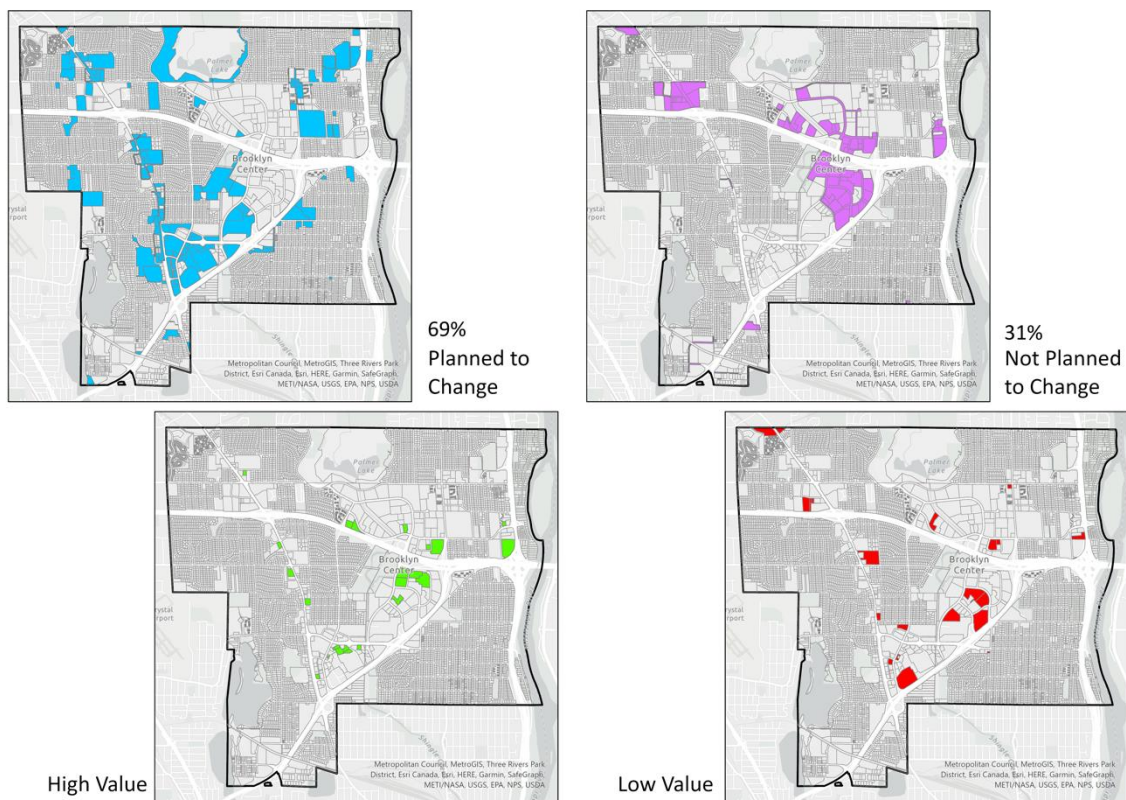 Palmer
Lake
Brooklyn
Center
rystal
irport
Metropolitan Council, MetroGIS, Three Rivers Park
District, Esri Canada, Esri, HERE, Garmin, SafeGraph,
METI/NASA, USGS, EPA, NPS, USDA
69%
Planned to
Change
Palmer
Lake
Brooklyn
Center
rystal
irport
Metropolitan Council, MetroGIS, Three Rivers Park
District, Esri Canada, Esri, HERE, Garmin, SafeGraph,
METI/NASA, USGS, EPA, NPS, USDA
31%
Not Planned
to Change
Palmer
Lake
Brooklyn
Center
rystal
irport
Metropolitan Council, MetroGIS, Three Rivers Park
District, Esri Canada, Esri, HERE, Garmin, SafeGraph,
METI/NASA, USGS, EPA, NPS, USDA
High Value
Palmer
Lake
Brooklyn
Center
rystal
irport
Metropolitan Council, MetroGIS, Three Rivers Park
District, Esri Canada, Esri, HERE, Garmin, SafeGraph,
METI/NASA, USGS, EPA, NPS, USDA
Low Value